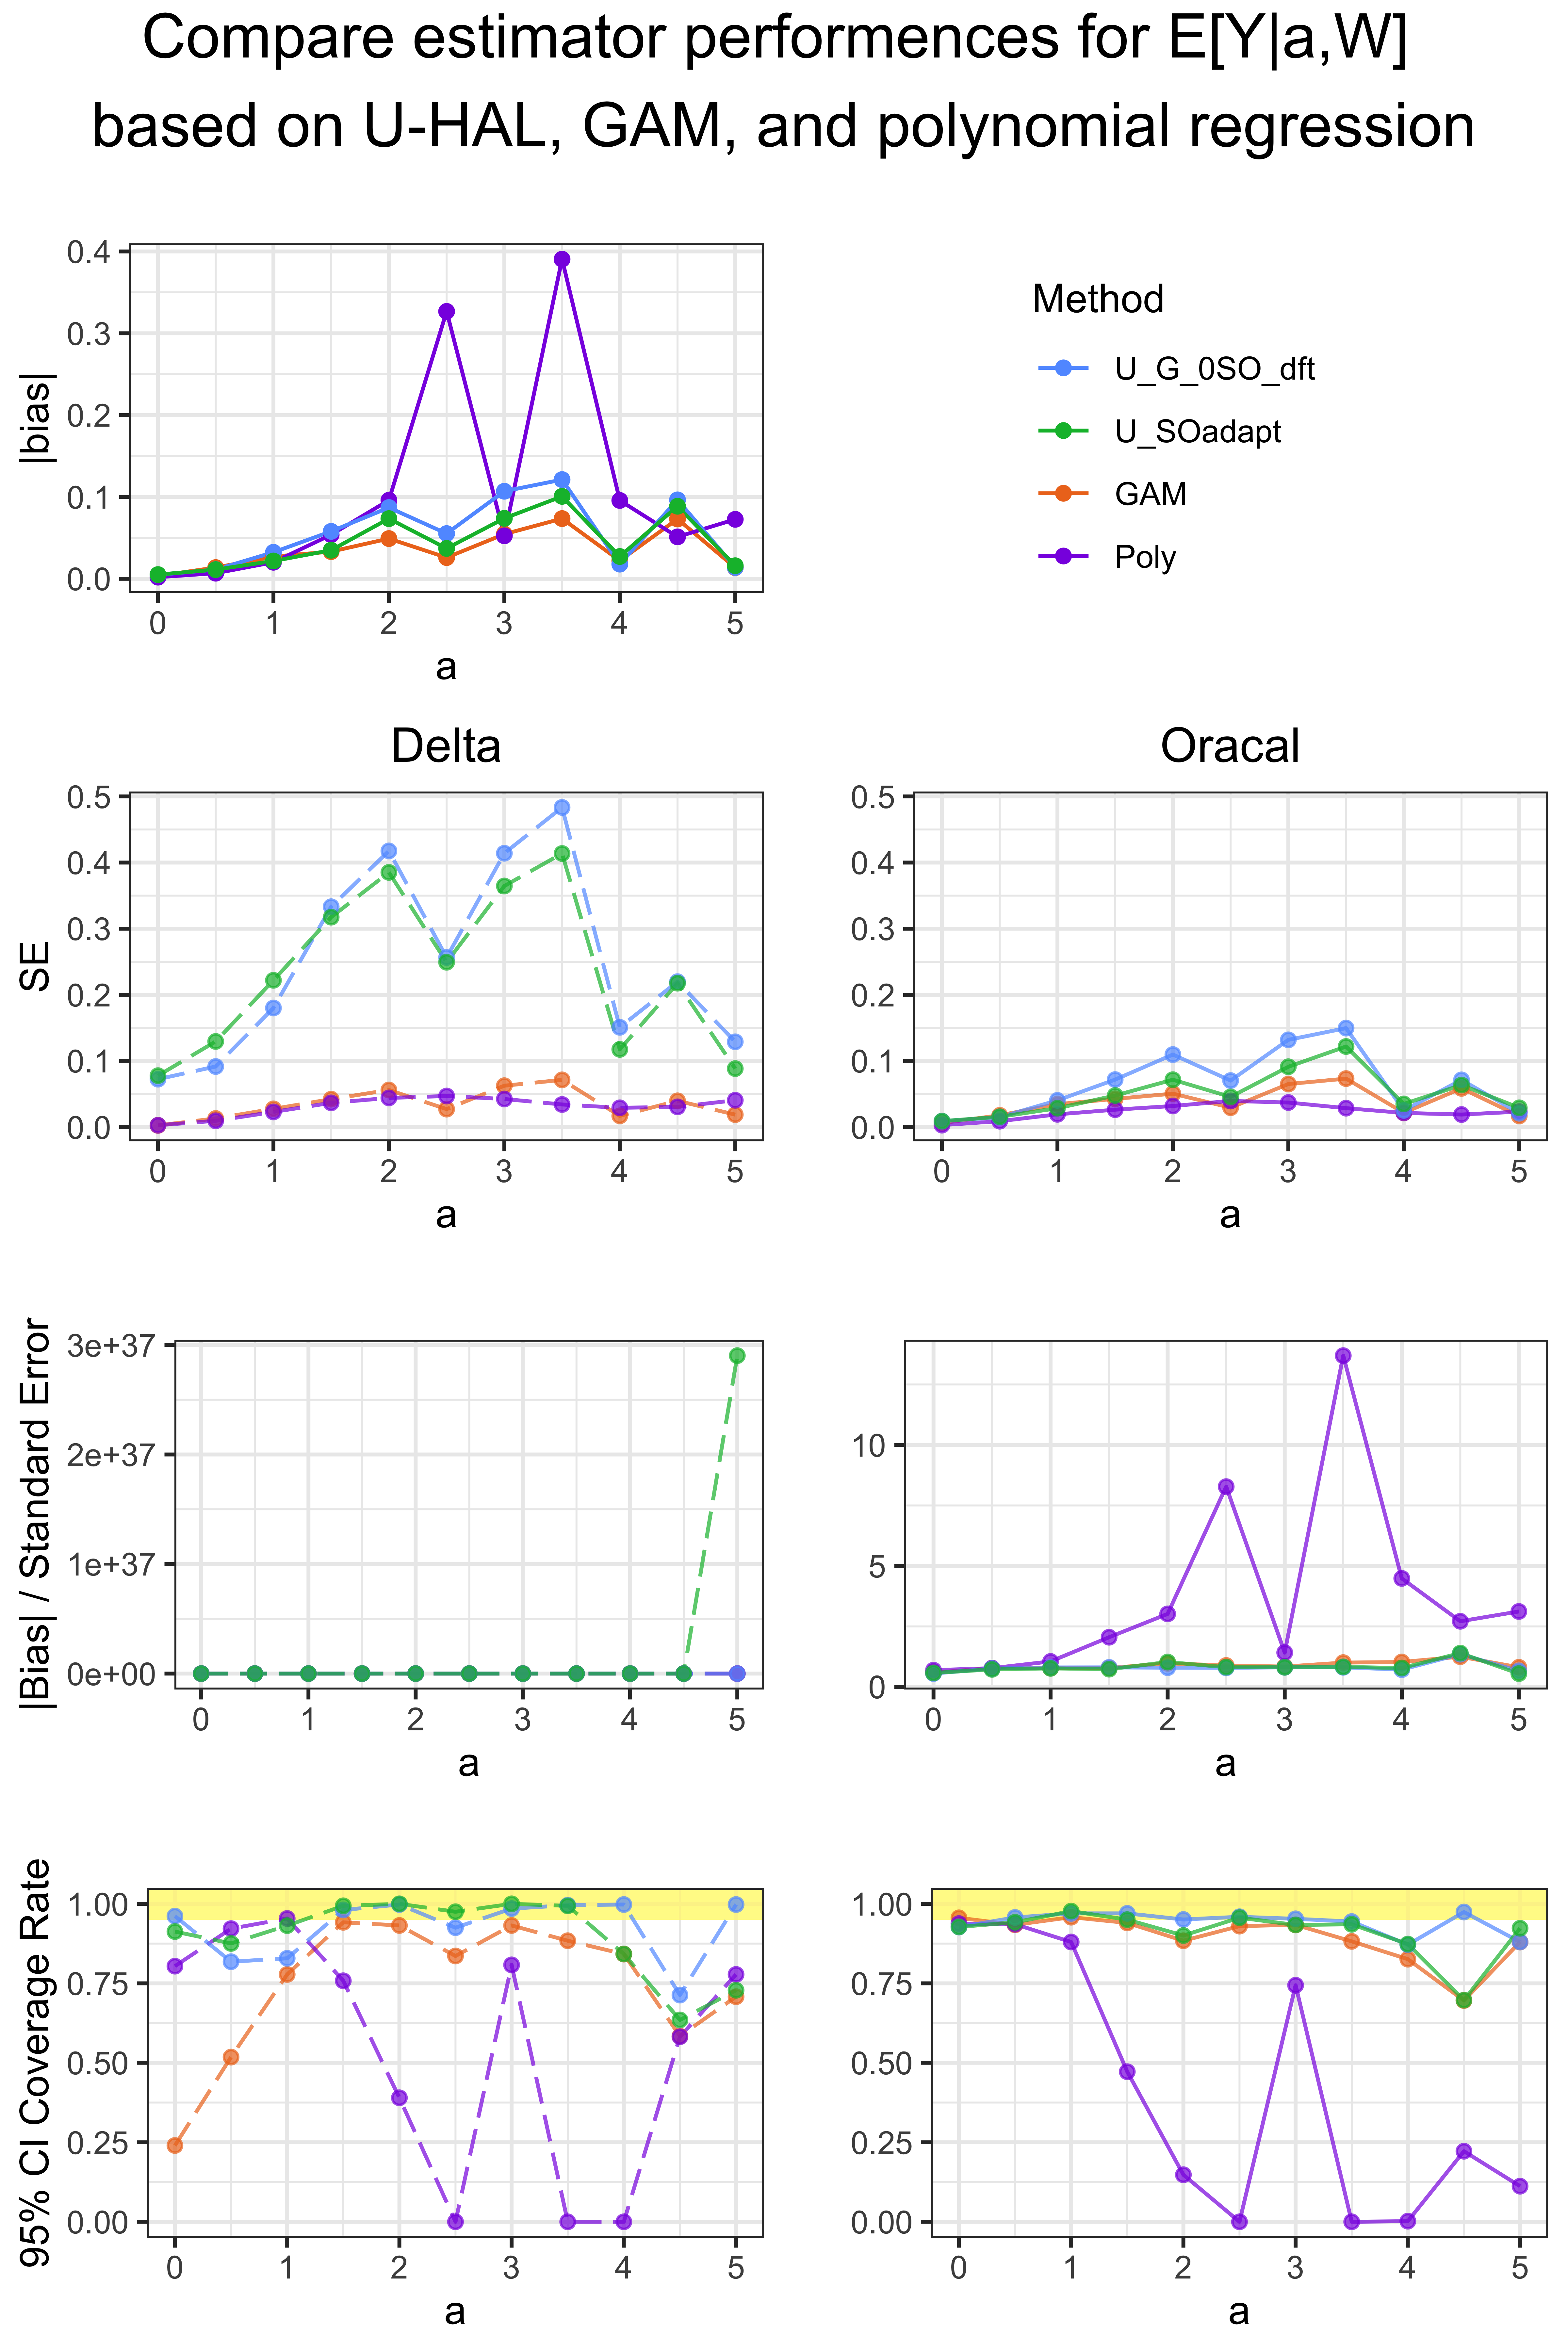 Compare estimator performences for E[Y|a,W]
based on U-HAL, GAM, and polynomial regression
|bias|
0.4
0.3
0.2
0.1
0.0
0 1 2 3 4 5
a
Method
U_G_0SO_dft
U_SOadapt
GAM
Poly
Delta
SE
0.5
0.4
0.3
0.2
0.1
0.0
0 1 2 3 4 5
a
Oracal
0.5
0.4
0.3
0.2
0.1
0.0
0 1 2 3 4 5
a
|Bias| / Standard Error
3e+37
2e+37
1e+37
0e+00
0 1 2 3 4 5
a
10
5
0
0 1 2 3 4 5
a
95% CI Coverage Rate
1.00
0.75
0.50
0.25
0.00
0 1 2 3 4 5
a
1.00
0.75
0.50
0.25
0.00
0 1 2 3 4 5
a